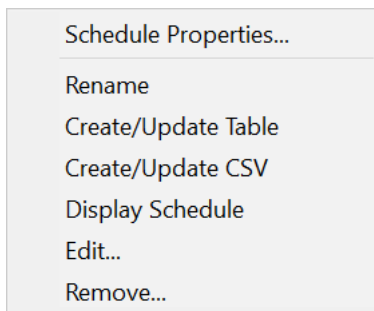 Schedule Properties...
Rename
Create/Update Table
Create/Update CSV
Display Schedule
Edit...
Remove...